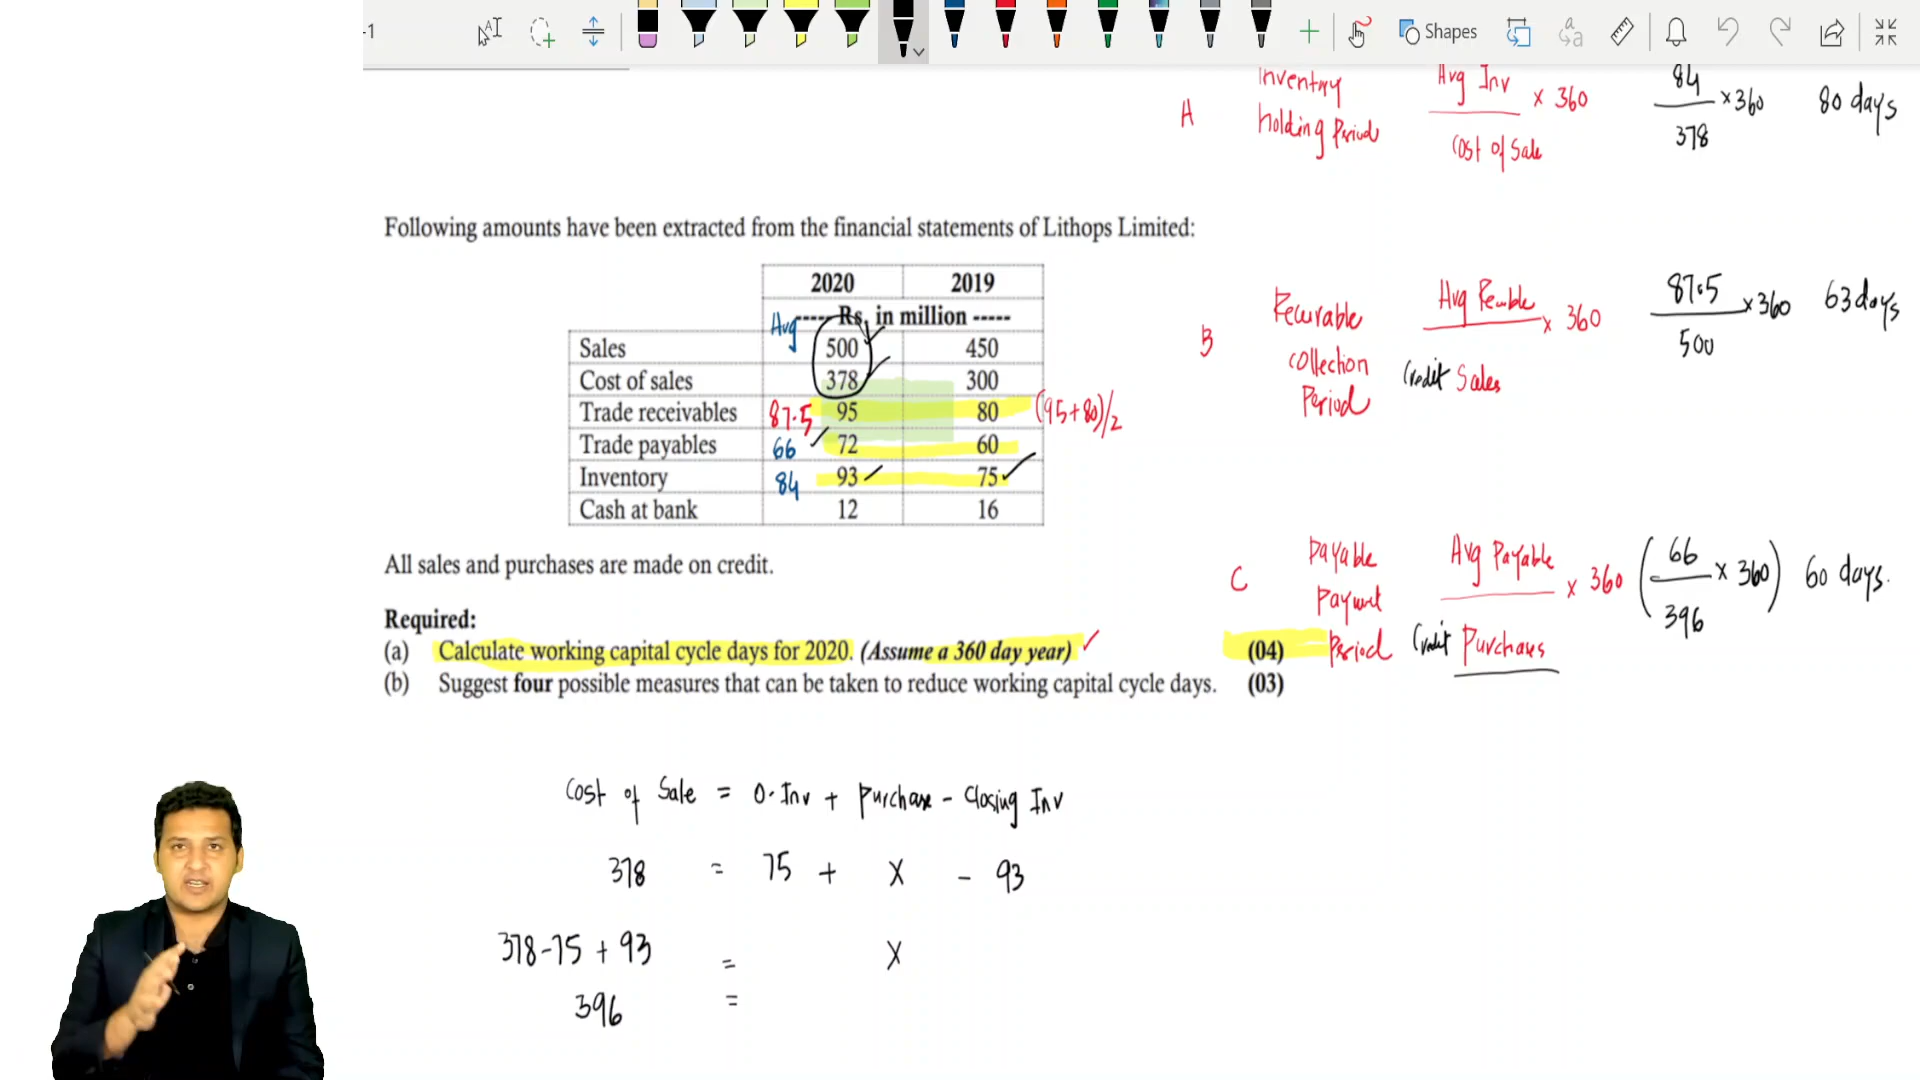 -1
Shapes
A Inventory holding Period Avg Inv / Cost of Sale × 360 84 / 378 ×360 80 days
Following amounts have been extracted from the financial statements of Lithops Limited:
2020 2019
Avg ----- Rs. in million -----
Sales 500 450
Cost of sales 378 300
Trade receivables 87.5 95 80 (95+80)/2
Trade payables 66 72 60
Inventory 84 93 75
Cash at bank 12 16
B collection Period × 360 Credit Sales 87.5 / 500 ×360 63 days
All sales and purchases are made on credit.
C Payable Period Avg Payable / Credit × 360 (66 / 396 × 360) 60 days.
Required:
(a) Calculate working capital cycle days for 2020. (Assume a 360 day year) (04)
(b) Suggest four possible measures that can be taken to reduce working capital cycle days. (03)
Cost of Sale = O.Inv + Purchase - Closing Inv
378 = 75 + X - 93
378-75 + 93 = X
396 =